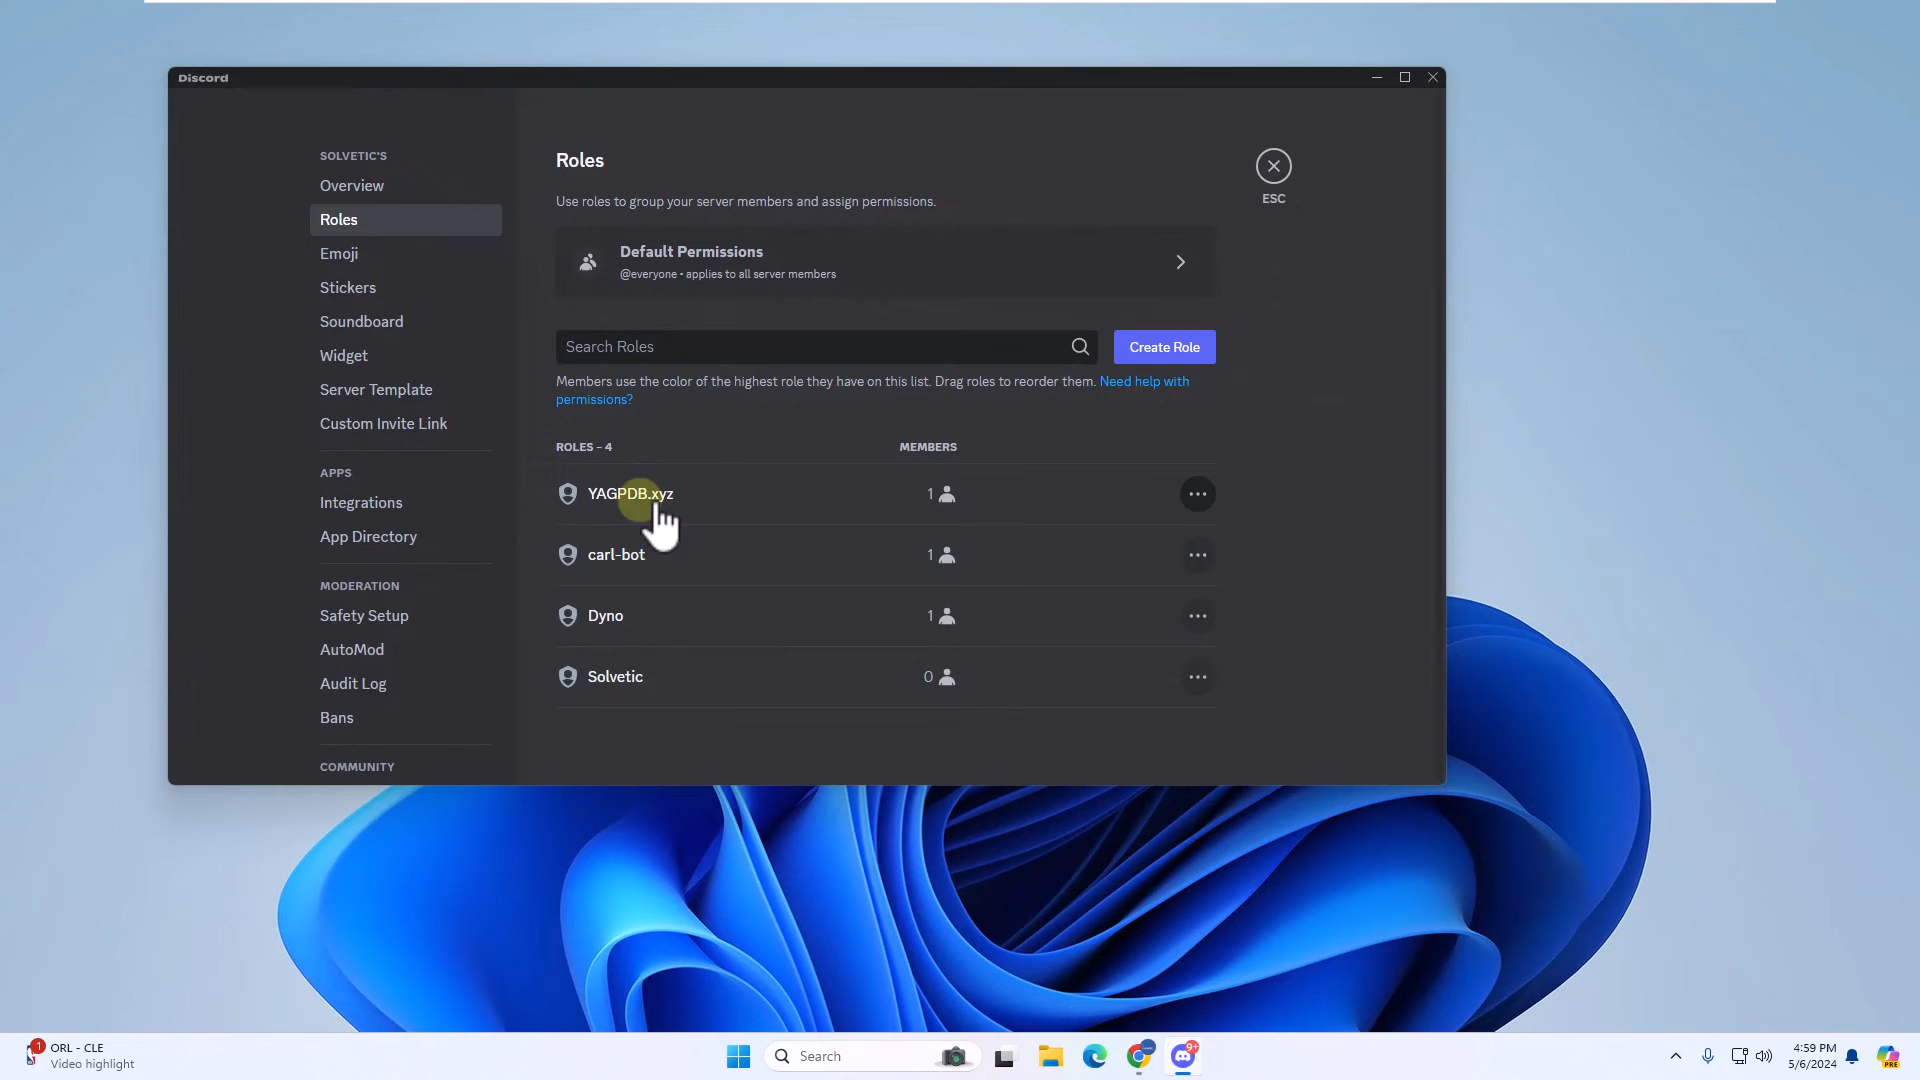 Discord
SOLVETIC'S
Overview
Roles
Emoji
Stickers
Soundboard
Widget
Server Template
Custom Invite Link
APPS
Integrations
App Directory
MODERATION
Safety Setup
AutoMod
Audit Log
Bans
COMMUNITY
Roles
ESC
Use roles to group your server members and assign permissions.
Default Permissions
@everyone • applies to all server members
Search Roles
Create Role
Members use the color of the highest role they have on this list. Drag roles to reorder them. Need help with
permissions?
ROLES – 4 MEMBERS
YAGPDB.xyz 1
carl-bot 1
Dyno 1
Solvetic 0
1
ORL - CLE
Video highlight
Search
9+
4:59 PM
5/6/2024
PRE